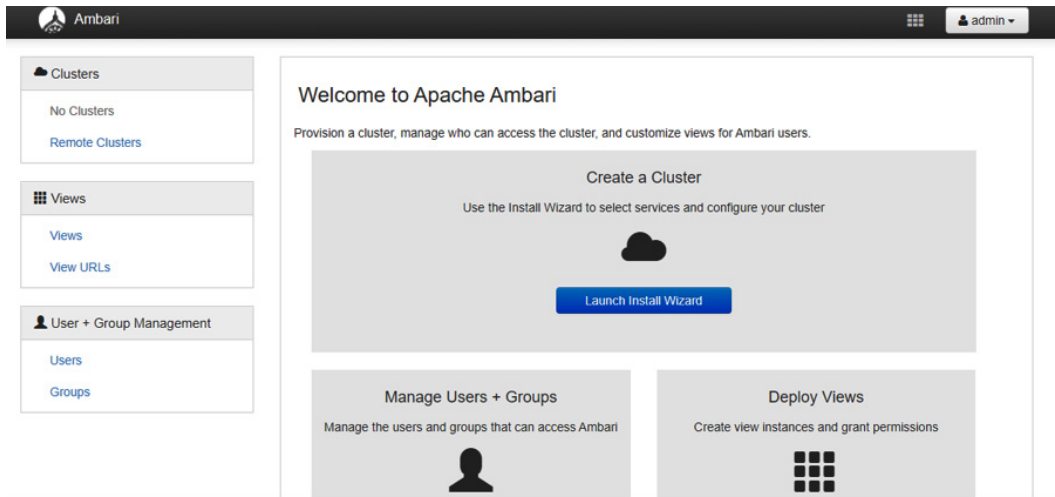 Ambari
admin
Clusters
No Clusters
Remote Clusters
Views
Views
View URLs
User + Group Management
Users
Groups
Welcome to Apache Ambari
Provision a cluster, manage who can access the cluster, and customize views for Ambari users.
Create a Cluster
Use the Install Wizard to select services and configure your cluster
Launch Install Wizard
Manage Users + Groups
Manage the users and groups that can access Ambari
Deploy Views
Create view instances and grant permissions